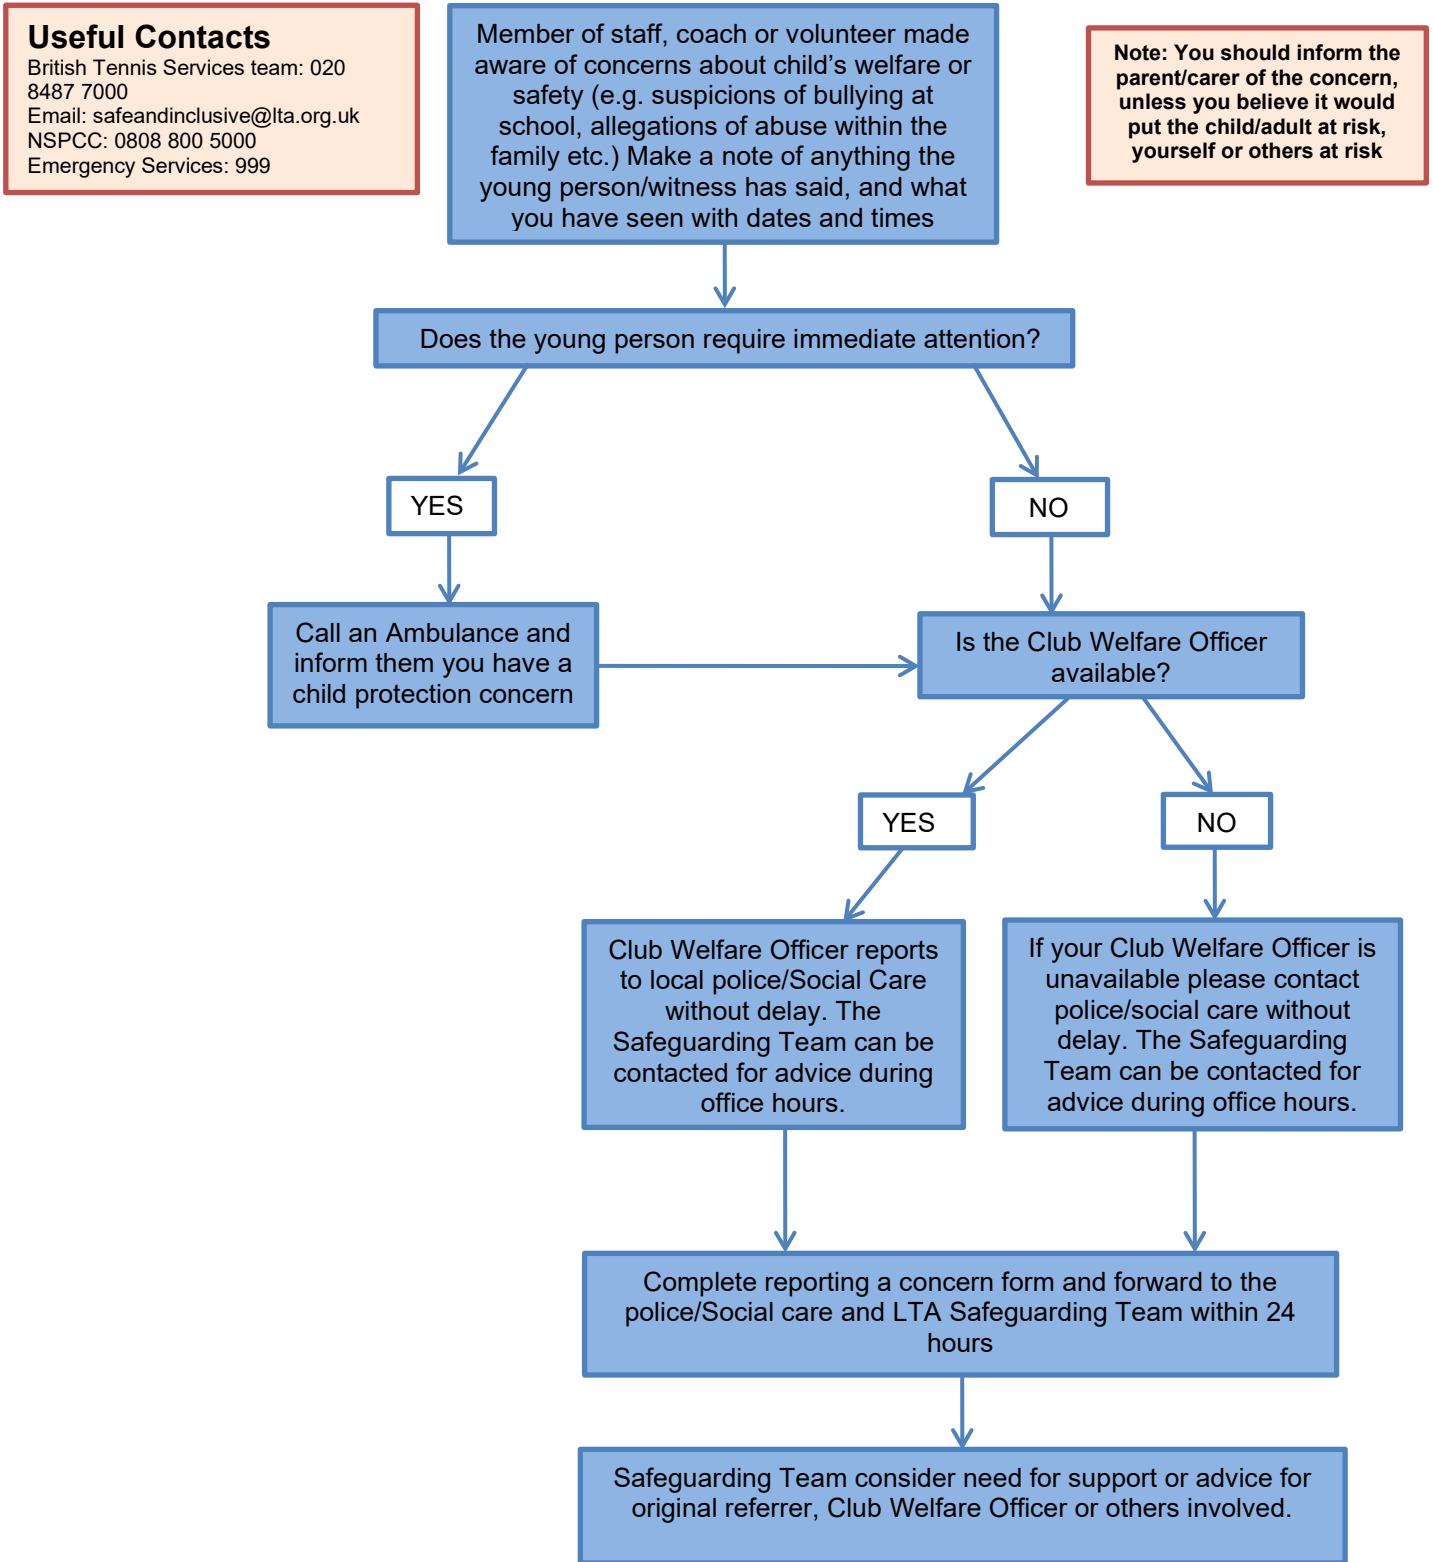 Useful Contacts
British Tennis Services team: 020
8487 7000
Email: safeandinclusive@lta.org.uk
NSPCC: 0808 800 5000
Emergency Services: 999
Member of staff, coach or volunteer made
aware of concerns about child’s welfare or
safety (e.g. suspicions of bullying at
school, allegations of abuse within the
family etc.) Make a note of anything the
young person/witness has said, and what
you have seen with dates and times
Note: You should inform the
parent/carer of the concern,
unless you believe it would
put the child/adult at risk,
yourself or others at risk
Does the young person require immediate attention?
YES
NO
Call an Ambulance and
inform them you have a
child protection concern
Is the Club Welfare Officer
available?
YES
NO
Club Welfare Officer reports
to local police/Social Care
without delay. The
Safeguarding Team can be
contacted for advice during
office hours.
If your Club Welfare Officer is
unavailable please contact
police/social care without
delay. The Safeguarding
Team can be contacted for
advice during office hours.
Complete reporting a concern form and forward to the
police/Social care and LTA Safeguarding Team within 24
hours
Safeguarding Team consider need for support or advice for
original referrer, Club Welfare Officer or others involved.